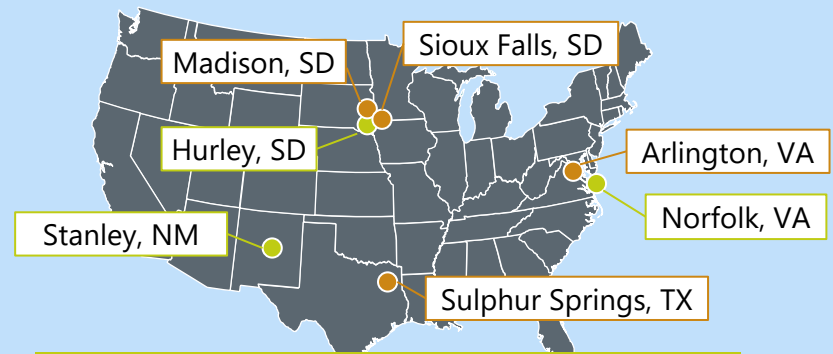 Sioux Falls, SD
Madison, SD
Hurley, SD
Arlington, VA
Norfolk, VA
Stanley, NM
Sulphur Springs, TX